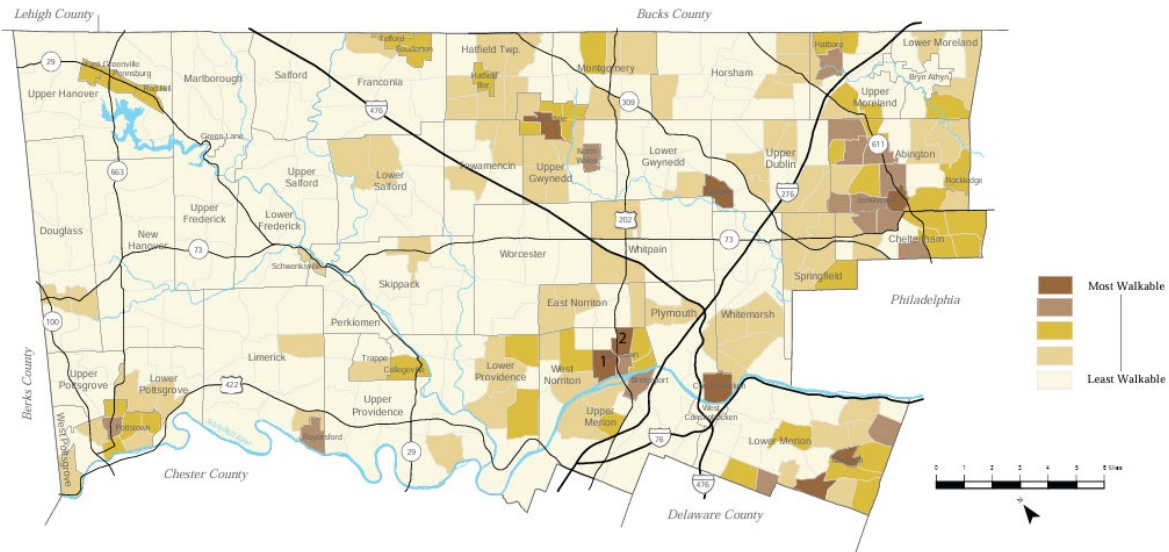 Lehigh County
Bucks County
Telford
Souderton
Hatfield Twp.
Hatboro
Lower Moreland
29
East Greenville
Pennsburg
Red Hill
Marlborough
Salford
Franconia
Hatfield
Bor.
Montgomery
Horsham
Bryn Athyn
Upper Hanover
476
309
Upper
Moreland
Green Lane
663
Upper
Salford
Lower
Salford
Towamencin
Upper
Gwynedd
North
Wales
Lower
Gwynedd
Upper
Dublin
276
611
Abington
Rockledge
Jenkintown
Douglass
New
Hanover
Upper
Frederick
Lower
Frederick
73
202
73
Cheltenham
Worcester
Whitpain
Schwenksville
Skippack
Springfield
Philadelphia
100
Perkiomen
East Norriton
Plymouth
Whitemarsh
Most Walkable
Least Walkable
Berks County
Upper
Pottsgrove
Lower
Pottsgrove
Limerick
422
Trappe
Collegeville
Lower
Providence
West
Norriton
1
2
Bridgeport
Conshohocken
West
Conshohocken
Upper
Providence
Upper
Merion
West Pottsgrove
Pottstown
Schuylkill River
Royersford
29
76
476
Lower Merion
Narberth
Chester County
Delaware County
0 1 2 3 4 5 6 Miles
N